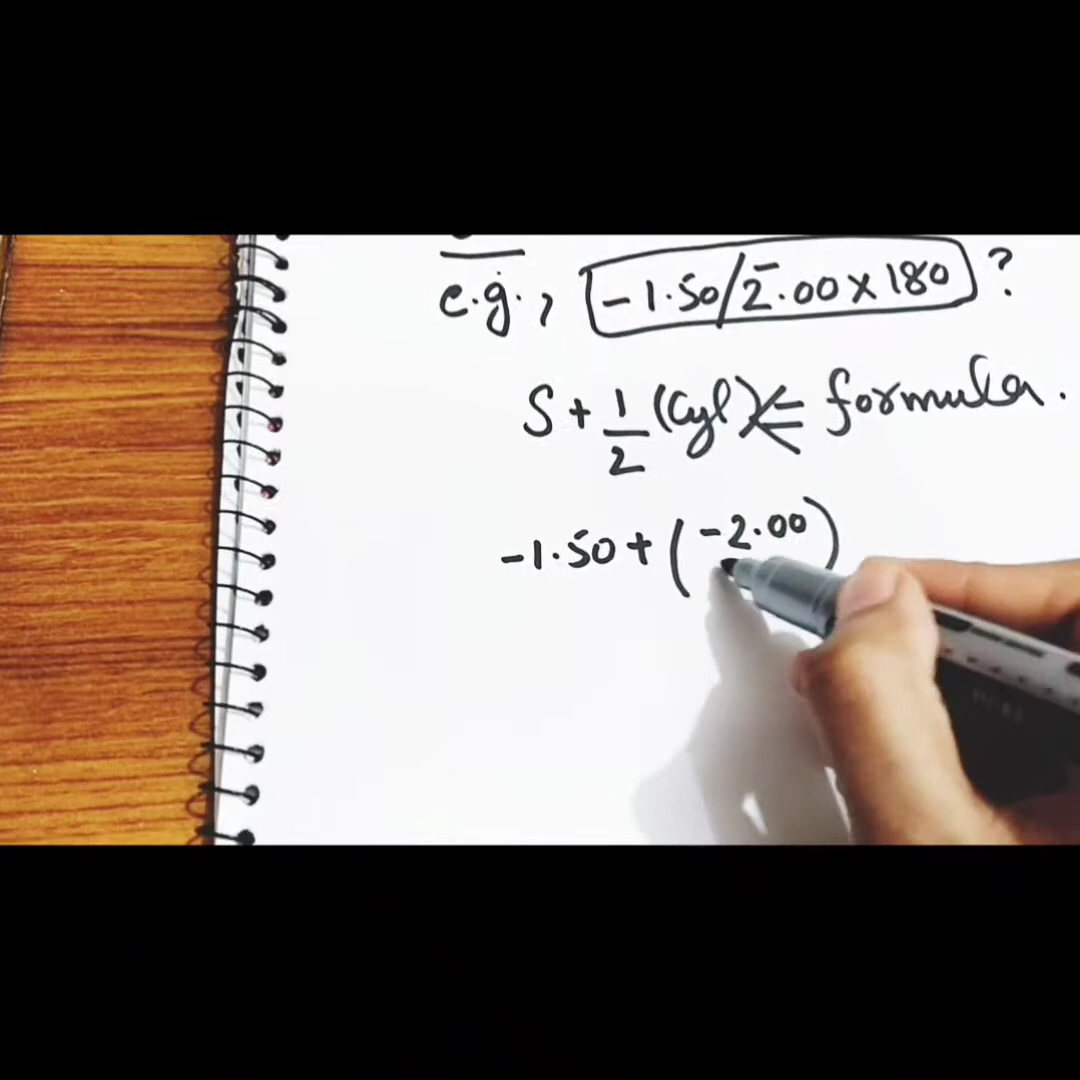 e.g., -1.50/-2.00 x 180 ?
S + 1/2 (Cyl) ⇐ formula.
-1.50 + (-2.00)